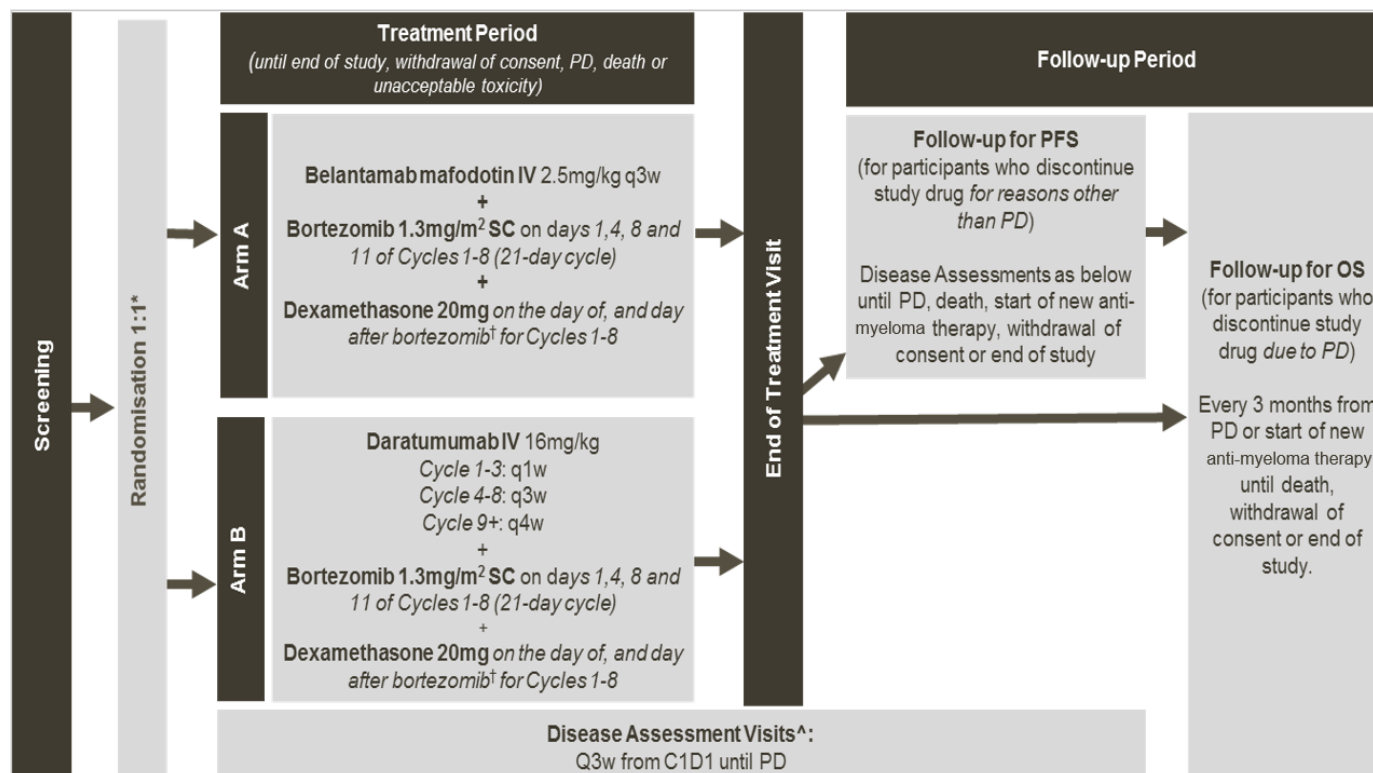 Screening
Randomisation 1:1*
Treatment Period
(until end of study, withdrawal of consent, PD, death or
unacceptable toxicity)
Arm A
Belantamab mafodotin IV 2.5mg/kg q3w
+
Bortezomib 1.3mg/m² SC on days 1,4, 8 and
11 of Cycles 1-8 (21-day cycle)
+
Dexamethasone 20mg on the day of, and day
after bortezomib† for Cycles 1-8
Arm B
Daratumumab IV 16mg/kg
Cycle 1-3: q1w
Cycle 4-8: q3w
Cycle 9+: q4w
+
Bortezomib 1.3mg/m² SC on days 1,4, 8 and
11 of Cycles 1-8 (21-day cycle)
+
Dexamethasone 20mg on the day of, and day
after bortezomib† for Cycles 1-8
End of Treatment Visit
Follow-up Period
Follow-up for PFS
(for participants who discontinue
study drug for reasons other
than PD)
Disease Assessments as below
until PD, death, start of new anti-
myeloma therapy, withdrawal of
consent or end of study
Follow-up for OS
(for participants who
discontinue study
drug due to PD)
Every 3 months from
PD or start of new
anti-myeloma therapy
until death,
withdrawal of
consent or end of
study.
Disease Assessment Visits^:
Q3w from C1D1 until PD